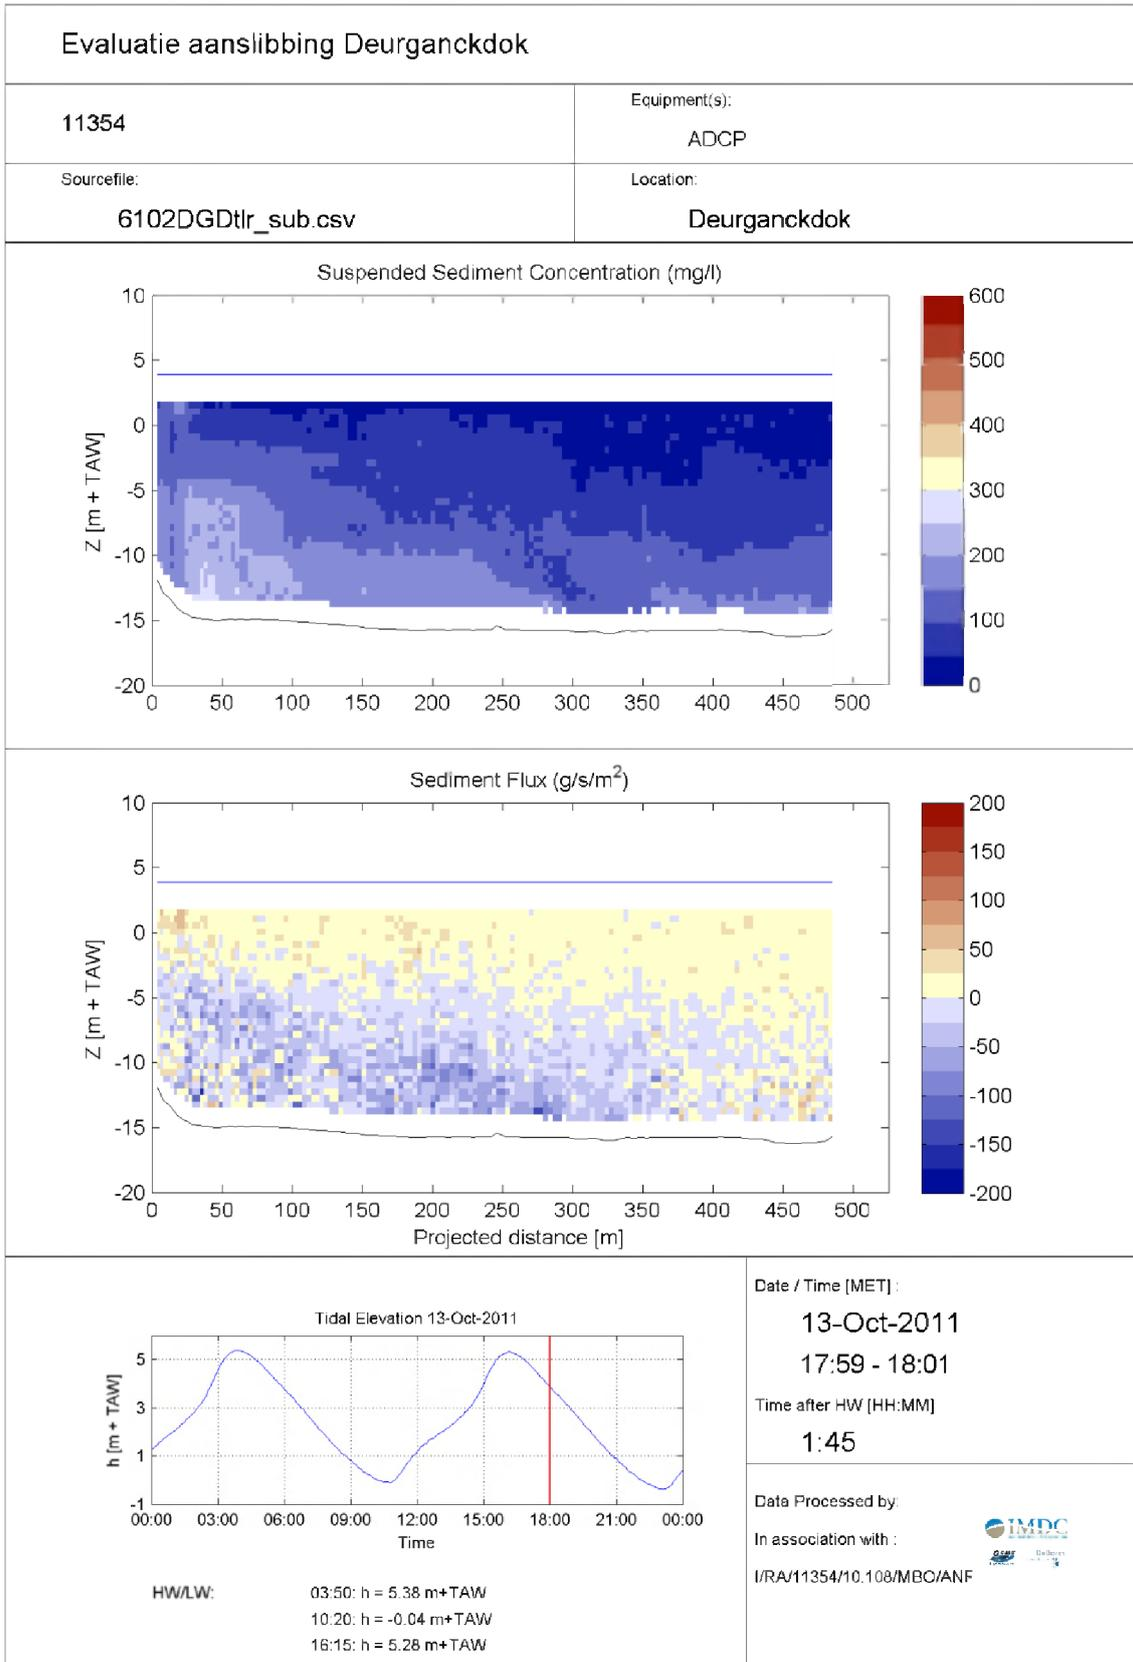 Evaluatie aanslibbing Deurganckdok
11354
Equipment(s):
ADCP
Sourcefile:
6102DGDtlr_sub.csv
Location:
Deurganckdok
Suspended Sediment Concentration (mg/l)
10
5
0
-5
-10
-15
-20
Z [m + TAW]
0 50 100 150 200 250 300 350 400 450 500
600
500
400
300
200
100
0
Sediment Flux (g/s/m²)
10
5
0
-5
-10
-15
-20
Z [m + TAW]
0 50 100 150 200 250 300 350 400 450 500
Projected distance [m]
200
150
100
50
0
-50
-100
-150
-200
Tidal Elevation 13-Oct-2011
5
3
1
-1
h [m + TAW]
00:00 03:00 06:00 09:00 12:00 15:00 18:00 21:00 00:00
Time
HW/LW:
03:50: h = 5.38 m+TAW
10:20: h = -0.04 m+TAW
16:15: h = 5.28 m+TAW
Date / Time [MET] :
13-Oct-2011
17:59 - 18:01
Time after HW [HH:MM]
1:45
Data Processed by:
IMDC
In association with :
I/RA/11354/10.108/MBO/ANF